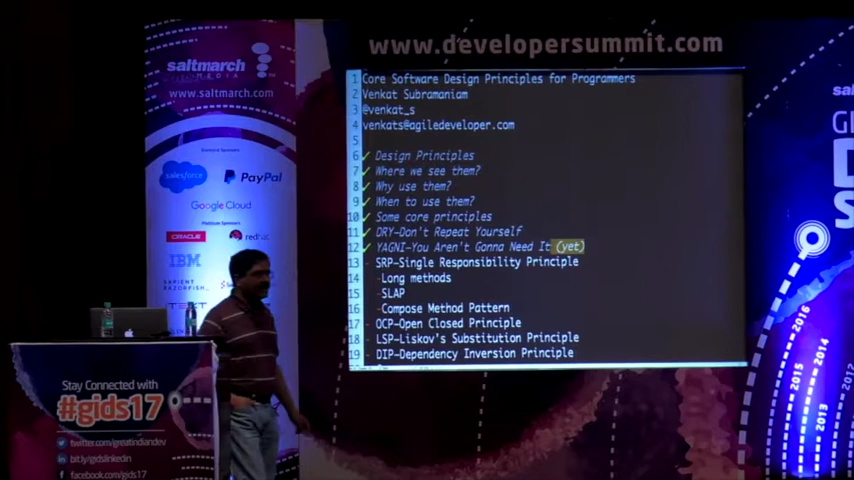 www.developersummit.com
saltmarch
MEDIA
www.saltmarch.com
salesforce
PayPal
Google Cloud
ORACLE
redhat
IBM
SAPIENT
RAZORFISH
Stay Connected with
#gids17
twitter.com/greatindiandev
bit.ly/gidslinkedin
facebook.com/gids17
1 Core Software Design Principles for Programmers
2 Venkat Subramaniam
3 @venkat_s
4 venkats@agiledeveloper.com
5
6 ✓ Design Principles
7 ✓ Where we see them?
8 ✓ Why use them?
9 ✓ When to use them?
10 ✓ Some core principles
11 ✓ DRY-Don't Repeat Yourself
12 ✓ YAGNI-You Aren't Gonna Need It (yet)
13 - SRP-Single Responsibility Principle
14 -Long methods
15 -SLAP
16 -Compose Method Pattern
17 - OCP-Open Closed Principle
18 - LSP-Liskov's Substitution Principle
19 - DIP-Dependency Inversion Principle
2016
2014
2015
2013
2012